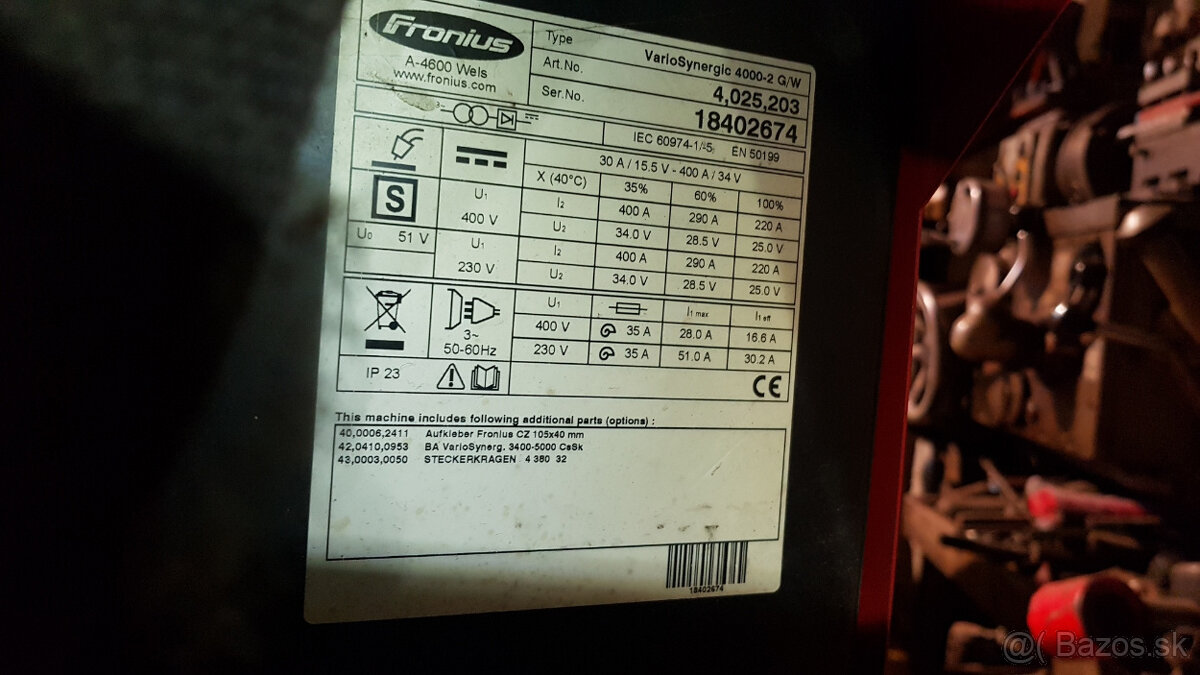 Fronius
A-4600 Wels
www.fronius.com
Type VarioSynergic 4000-2 G/W
Art.No. 4,025,203
Ser.No. 18402674
3~
IEC 60974-1/-5 EN 50199
30 A / 15.5 V - 400 A / 34 V
X (40°C) 35% 60% 100%
S
U₀ 51 V
U₁ 400 V I₂ 400 A 290 A 220 A
U₂ 34.0 V 28.5 V 25.0 V
U₁ 230 V I₂ 400 A 290 A 220 A
U₂ 34.0 V 28.5 V 25.0 V
3~
50-60Hz
U₁ I₁ max I₁ eff
400 V 35 A 28.0 A 16.6 A
230 V 35 A 51.0 A 30.2 A
IP 23
CE
This machine includes following additional parts (options) :
40,0006,2411 Aufkleber Fronius CZ 105x40 mm
42,0410,0953 BA VarioSynerg. 3400-5000 CsSk
43,0003,0050 STECKERKRAGEN 4 380 32
18402674
@( Bazos.sk